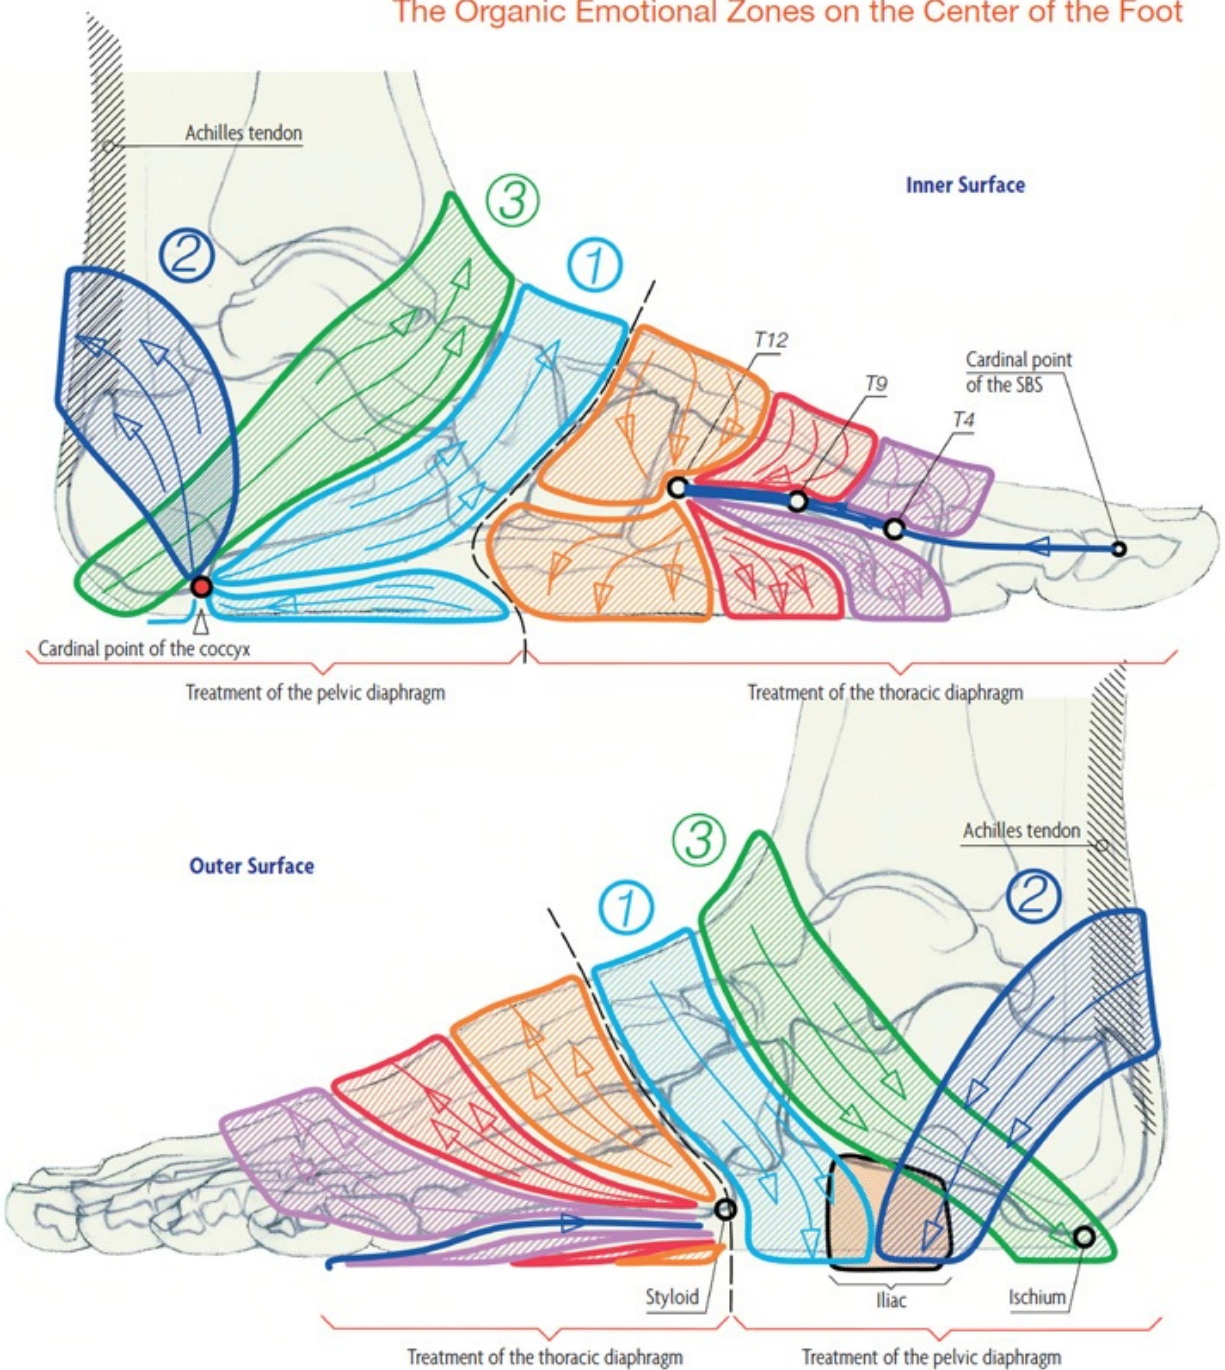 The Organic Emotional Zones on the Center of the Foot
Achilles tendon
Inner Surface
3
2
1
T12
Cardinal point
of the SBS
T9
T4
Cardinal point of the coccyx
Treatment of the pelvic diaphragm
Treatment of the thoracic diaphragm
Outer Surface
3
Achilles tendon
1
2
Styloid
Iliac
Ischium
Treatment of the thoracic diaphragm
Treatment of the pelvic diaphragm